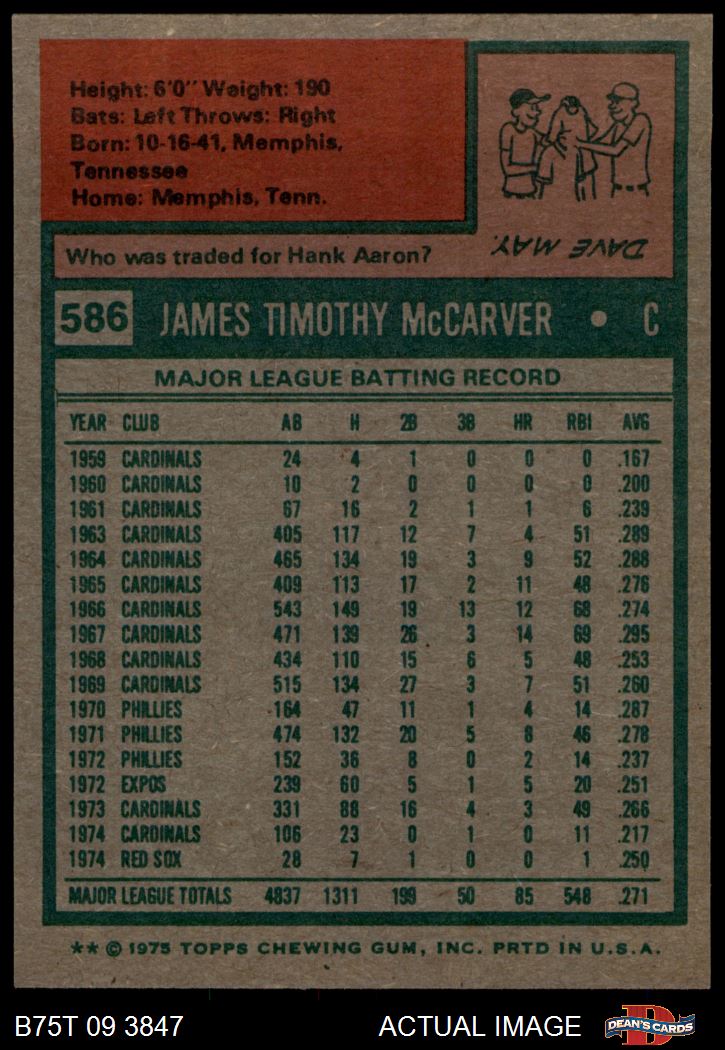 Height: 6'0" Weight: 190
Bats: Left Throws: Right
Born: 10-16-41, Memphis,
Tennessee
Home: Memphis, Tenn.
Who was traded for Hank Aaron?
DAVE MAY.
586 JAMES TIMOTHY McCARVER • C
MAJOR LEAGUE BATTING RECORD
YEAR CLUB AB H 2B 3B HR RBI AVG
1959 CARDINALS 24 4 1 0 0 0 .167
1960 CARDINALS 10 2 0 0 0 0 .200
1961 CARDINALS 67 16 2 1 1 6 .239
1963 CARDINALS 405 117 12 7 4 51 .289
1964 CARDINALS 465 134 19 3 9 52 .288
1965 CARDINALS 409 113 17 2 11 48 .276
1966 CARDINALS 543 149 19 13 12 68 .274
1967 CARDINALS 471 139 26 3 14 69 .295
1968 CARDINALS 434 110 15 6 5 48 .253
1969 CARDINALS 515 134 27 3 7 51 .260
1970 PHILLIES 164 47 11 1 4 14 .287
1971 PHILLIES 474 132 20 5 8 46 .278
1972 PHILLIES 152 36 8 0 2 14 .237
1972 EXPOS 239 60 5 1 5 20 .251
1973 CARDINALS 331 88 16 4 3 49 .266
1974 CARDINALS 106 23 0 1 0 11 .217
1974 RED SOX 28 7 1 0 0 1 .250
MAJOR LEAGUE TOTALS 4837 1311 199 50 85 548 .271
** © 1975 TOPPS CHEWING GUM, INC. PRTD IN U.S.A.
B75T 09 3847 ACTUAL IMAGE DEAN'S CARDS